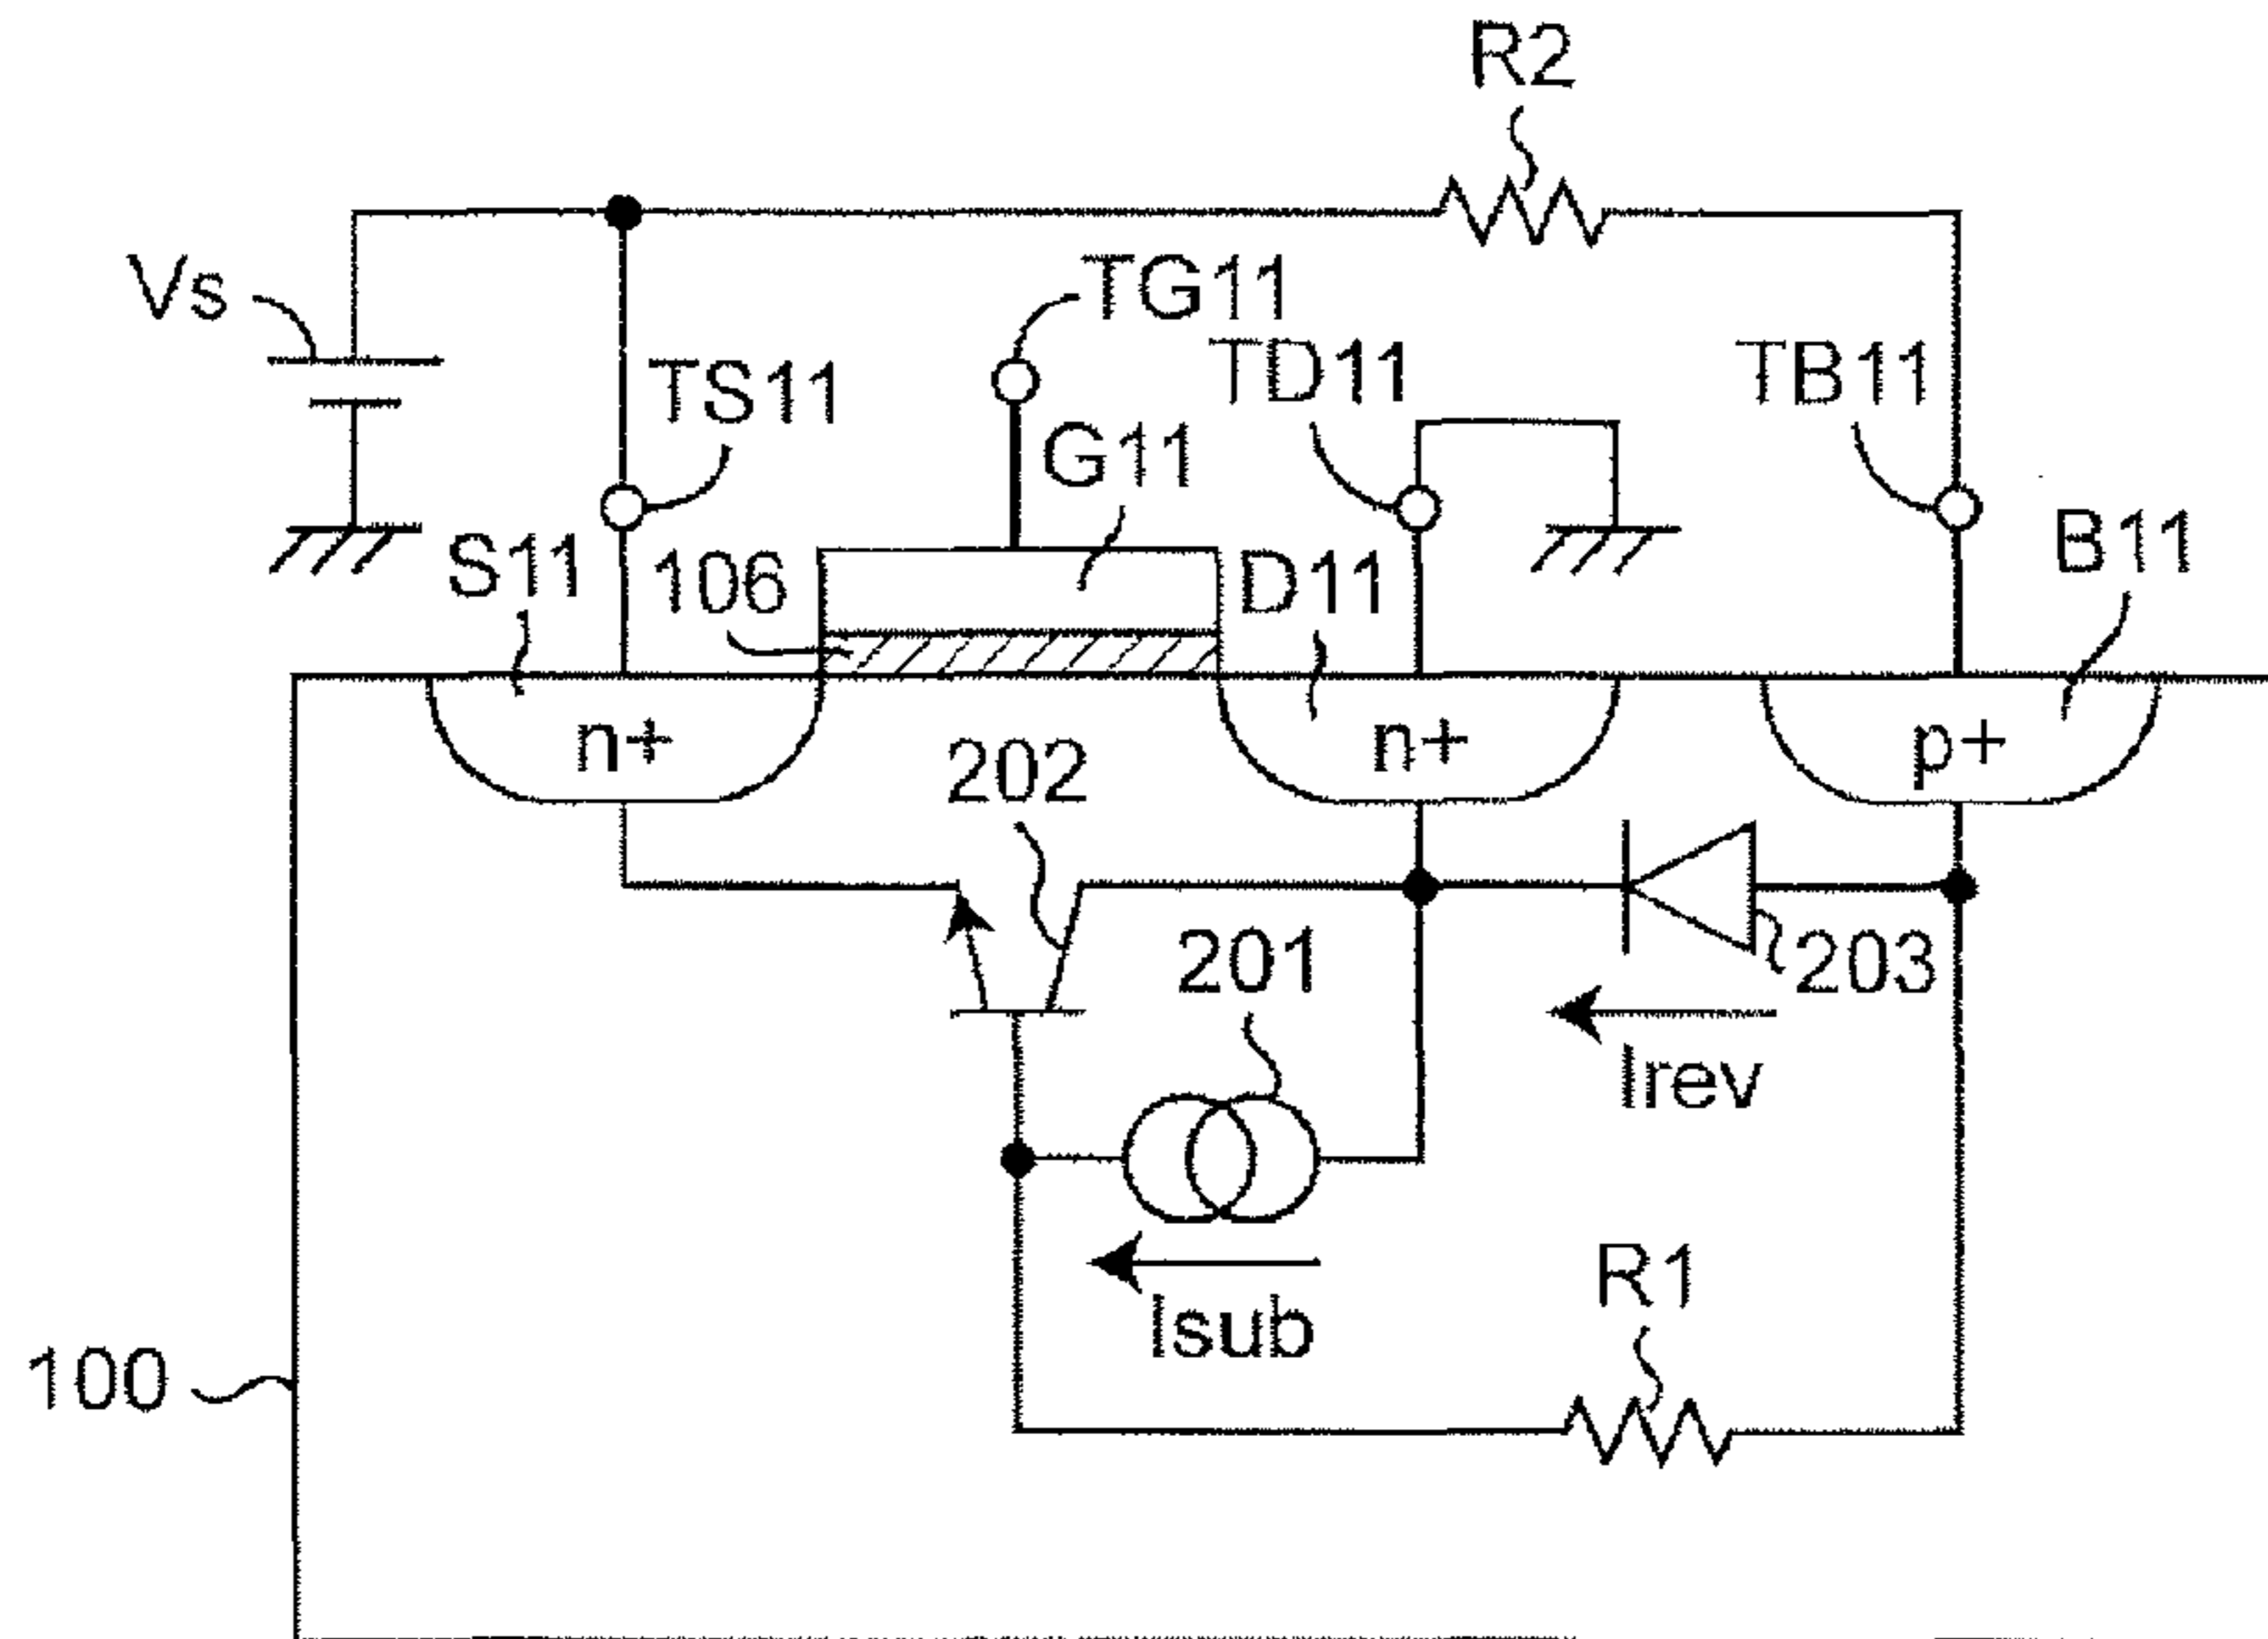 R2
Vs
TG11
TS11
TD11
TB11
G11
S11
106
D11
B11
n+
n+
p+
202
201
203
Irev
Isub
R1
100